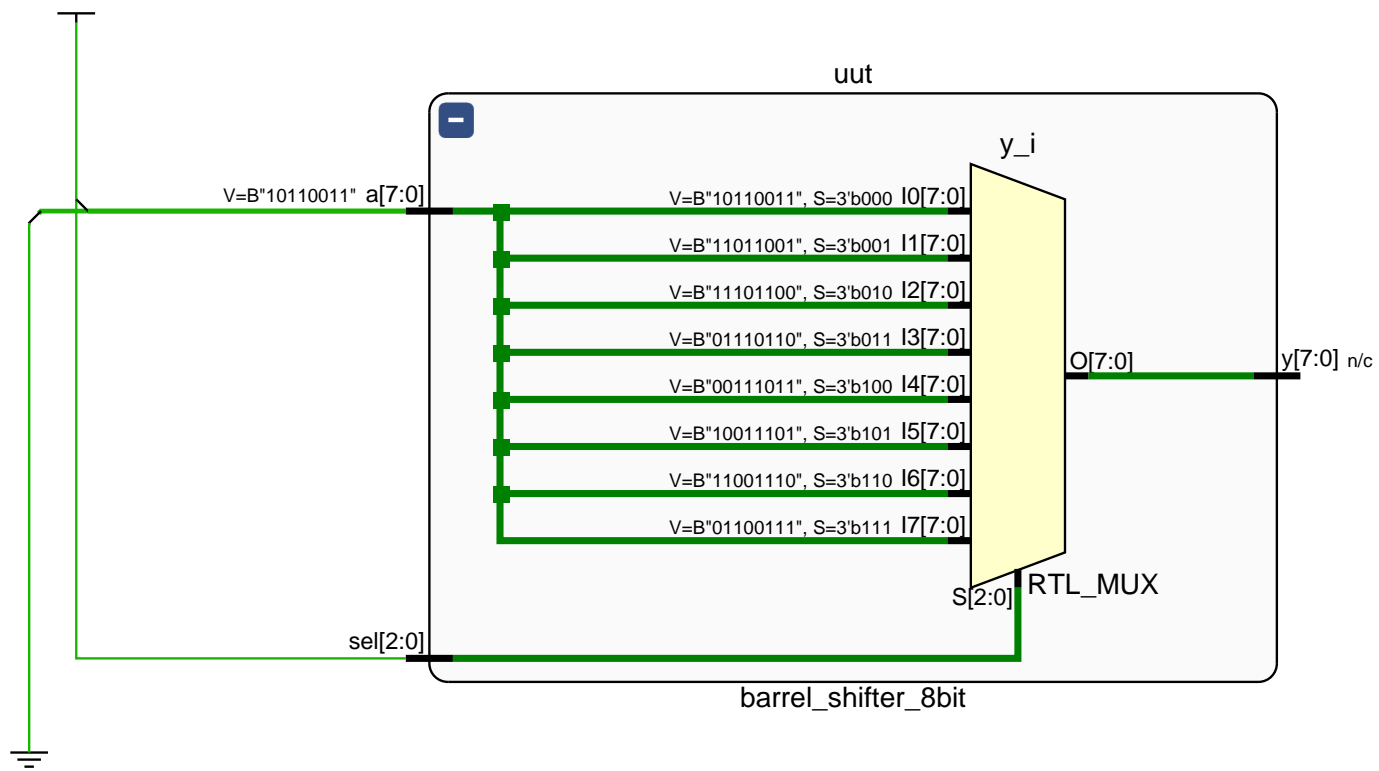 uut
y_i
V=B"10110011" a[7:0]
V=B"10110011", S=3'b000 I0[7:0]
V=B"11011001", S=3'b001 I1[7:0]
V=B"11101100", S=3'b010 I2[7:0]
V=B"01110110", S=3'b011 I3[7:0]
O[7:0]
y[7:0] n/c
V=B"00111011", S=3'b100 I4[7:0]
V=B"10011101", S=3'b101 I5[7:0]
V=B"11001110", S=3'b110 I6[7:0]
V=B"01100111", S=3'b111 I7[7:0]
S[2:0] RTL_MUX
sel[2:0]
barrel_shifter_8bit